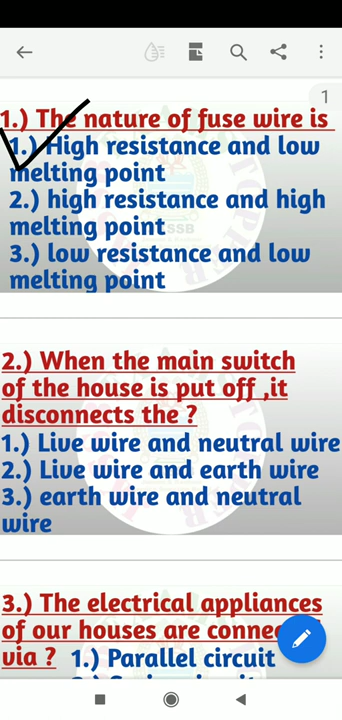 1
1.) The nature of fuse wire is
1.) High resistance and low
melting point
2.) high resistance and high
melting point
3.) low resistance and low
melting point
2.) When the main switch
of the house is put off ,it
disconnects the ?
1.) Live wire and neutral wire
2.) Live wire and earth wire
3.) earth wire and neutral
wire
3.) The electrical appliances
of our houses are
via ? 1.) Parallel circuit